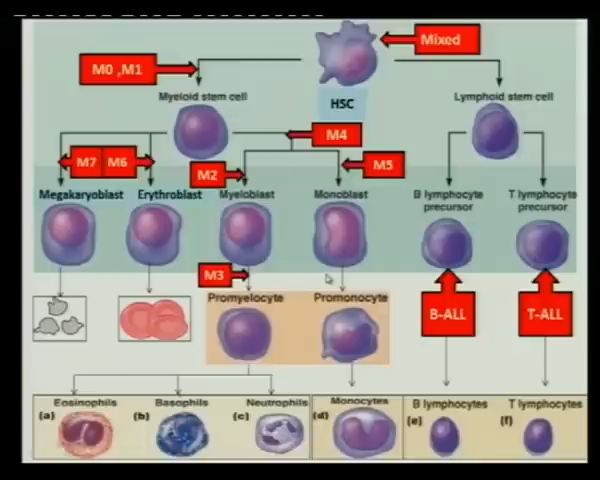 Mixed
M0 ,M1
Myeloid stem cell
HSC
Lymphoid stem cell
M4
M7 M6
M2
M5
Megakaryoblast
Erythroblast
Myeloblast
Monoblast
B lymphocyte
precursor
T lymphocyte
precursor
M3
Promyelocyte
Promonocyte
B-ALL
T-ALL
Eosinophils
Basophils
Neutrophils
Monocytes
B lymphocytes
T lymphocytes
(a)
(b)
(c)
(d)
(e)
(f)